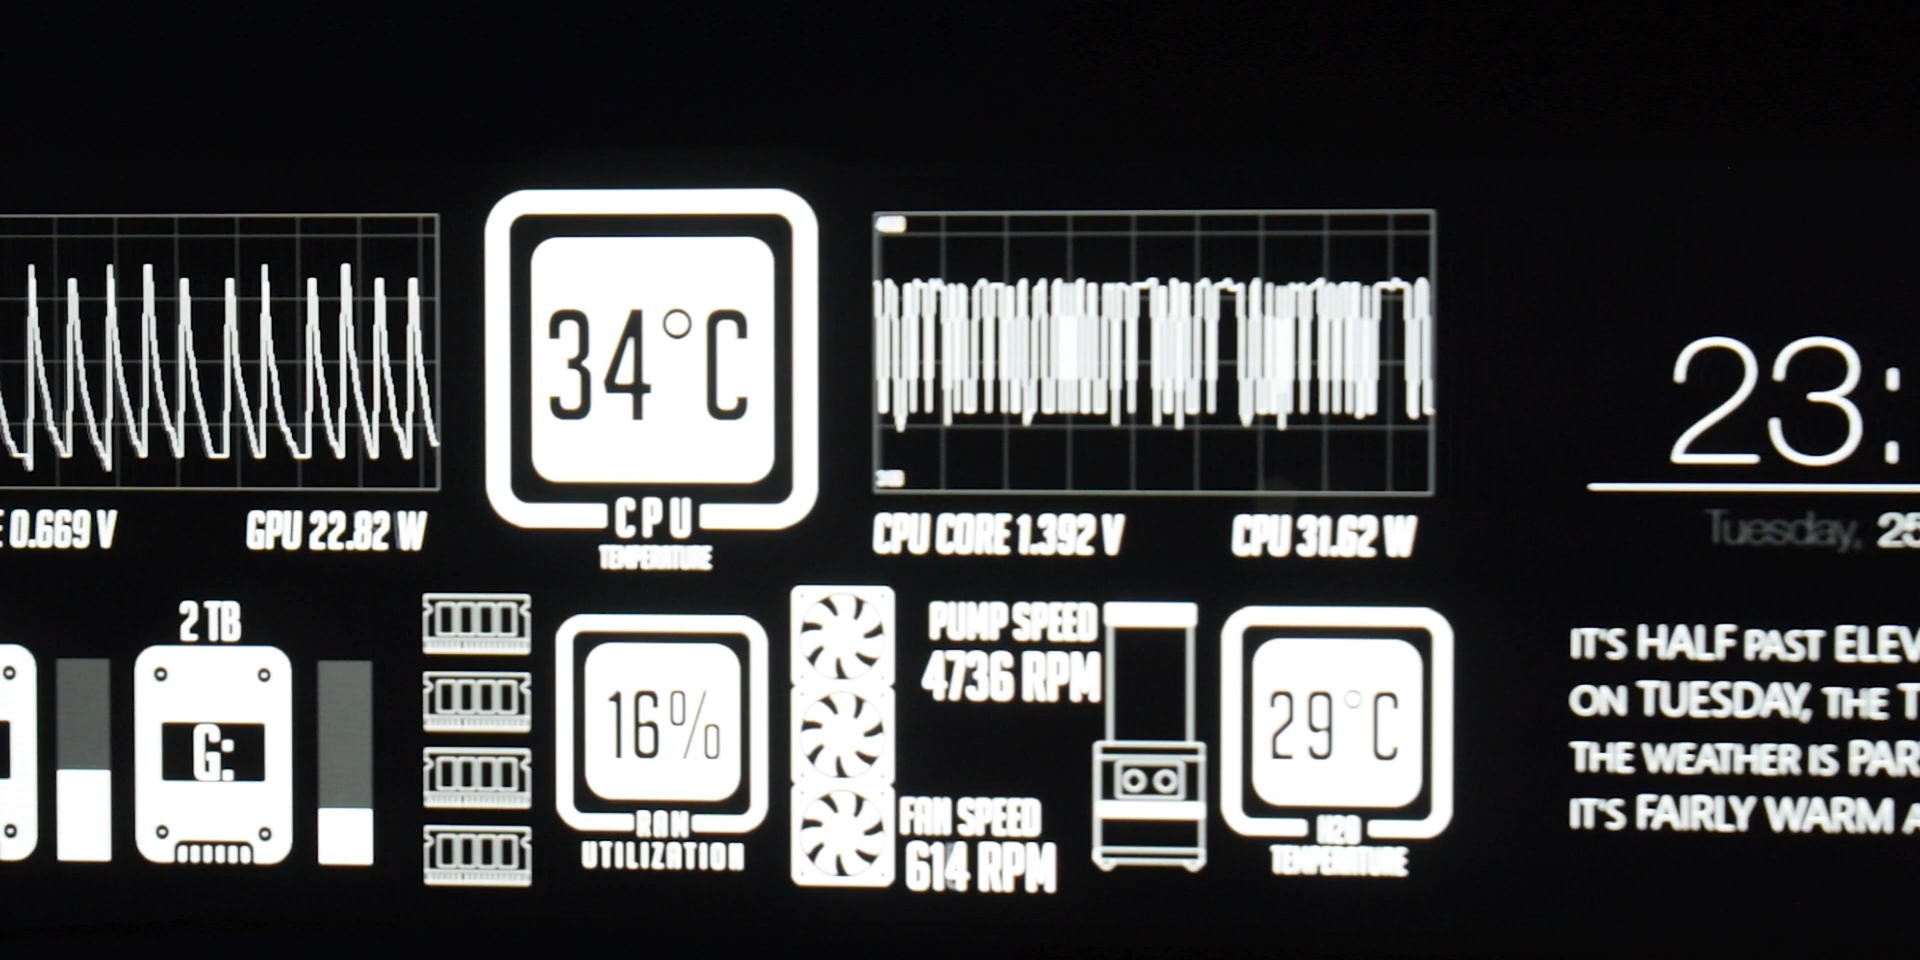 34°C
CPU
TEMPERATURE
0.669 V
GPU 22.82 W
CPU CORE 1.392 V
CPU 31.62 W
23:
Tuesday, 25
2 TB
G:
16%
RAM
UTILIZATION
PUMP SPEED
4736 RPM
FAN SPEED
614 RPM
29°C
H2O
TEMPERATURE
IT'S HALF PAST ELEV
ON TUESDAY, THE T
THE WEATHER IS PAR
IT'S FAIRLY WARM A